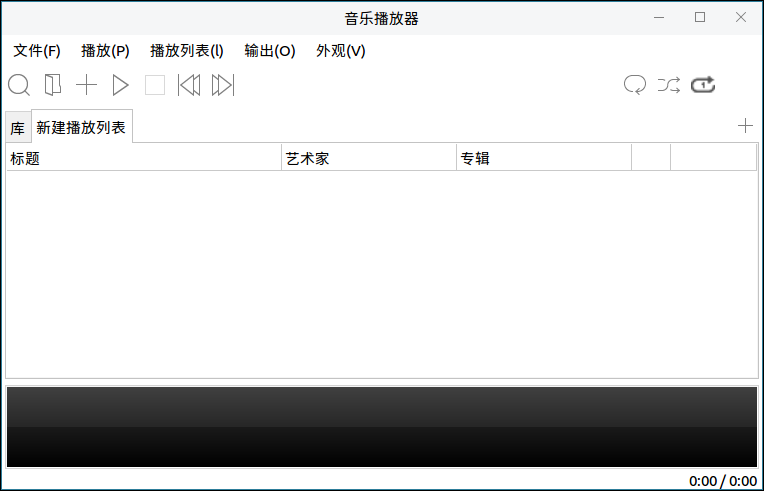 音乐播放器
文件(F) 播放(P) 播放列表(l) 输出(O) 外观(V)
1
库 新建播放列表
标题 艺术家 专辑
0:00 / 0:00